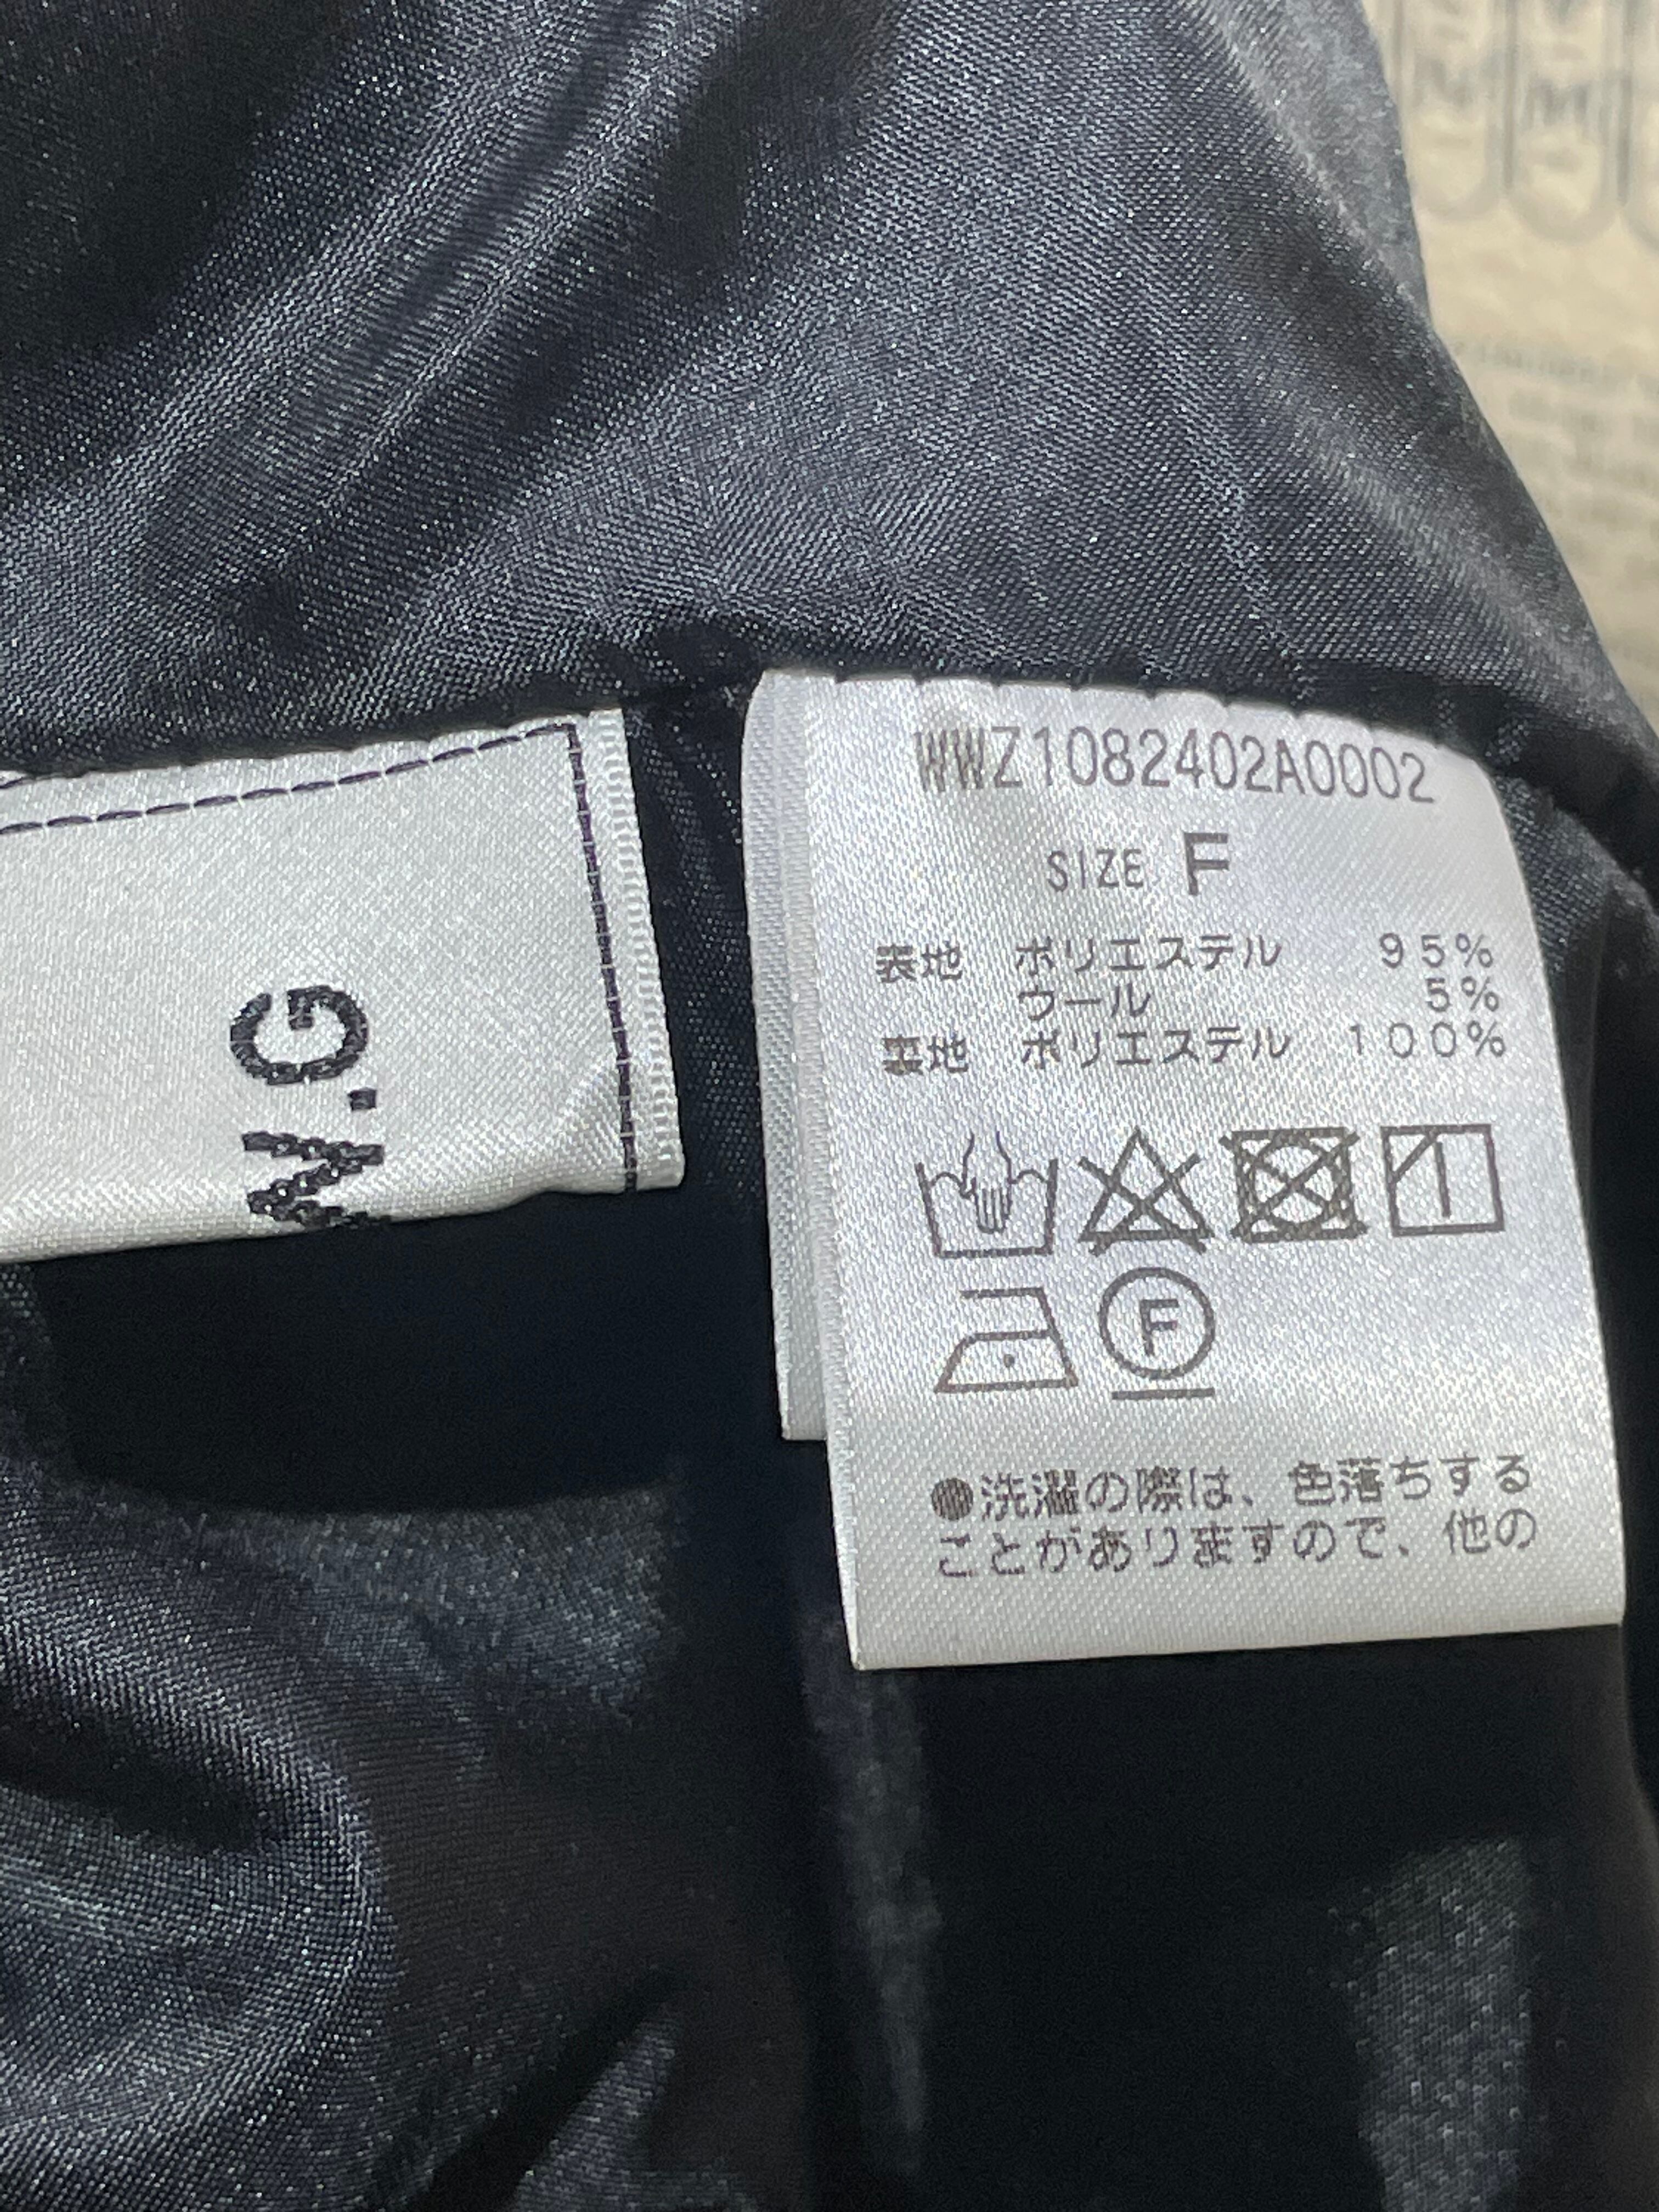 W.G
WWZ1082402A0002
SIZE F
表地 ポリエステル 95%
ウール 5%
裏地 ポリエステル 100%
F
●洗濯の際は、色落ちする
ことがありますので、他の